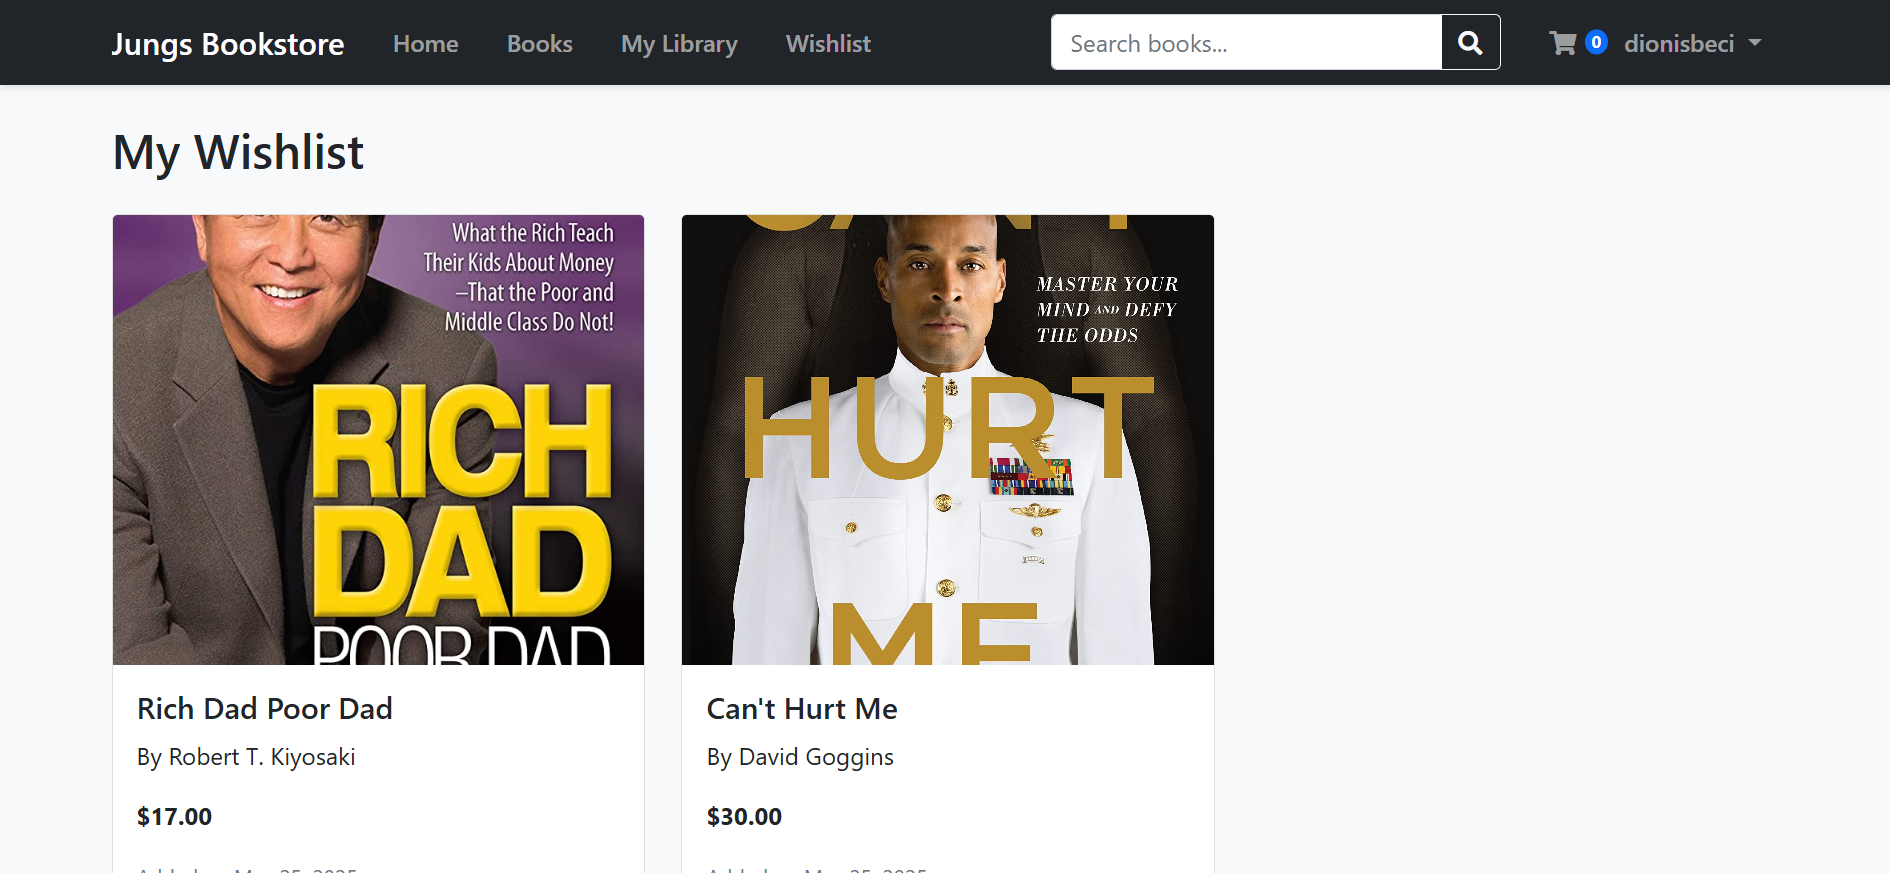 Jungs Bookstore Home Books My Library Wishlist Search books... 0 dionisbeci
My Wishlist
What the Rich Teach
Their Kids About Money
–That the Poor and
Middle Class Do Not!
RICH
DAD
POOR DAD
CAN'T
MASTER YOUR
MIND AND DEFY
THE ODDS
HURT
ME
Rich Dad Poor Dad
By Robert T. Kiyosaki
$17.00
Can't Hurt Me
By David Goggins
$30.00